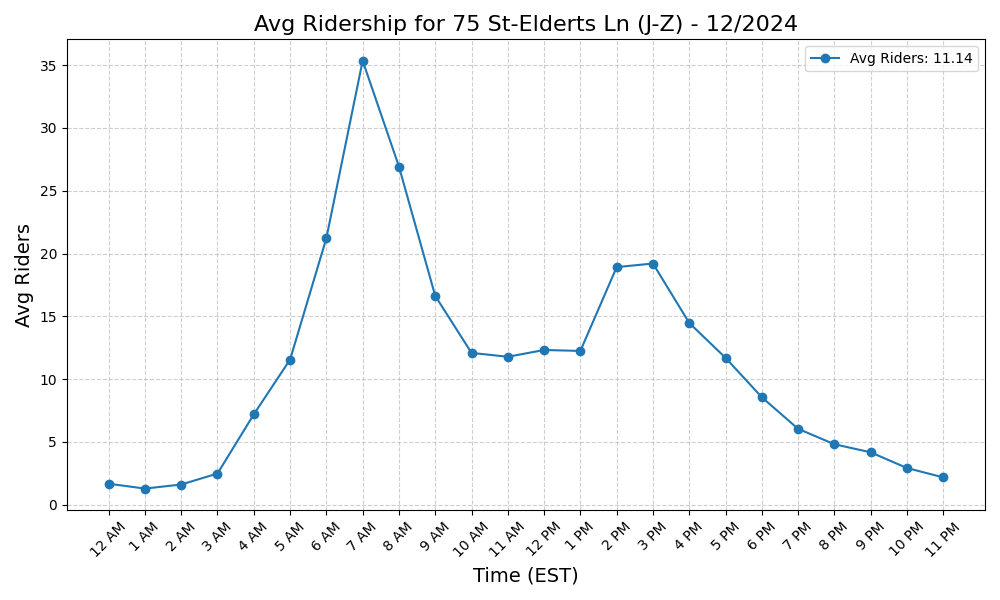 Avg Ridership for 75 St-Elderts Ln (J-Z) - 12/2024
Avg Riders: 11.14
Avg Riders
35
30
25
20
15
10
5
0
12 AM
1 AM
2 AM
3 AM
4 AM
5 AM
6 AM
7 AM
8 AM
9 AM
10 AM
11 AM
12 PM
1 PM
2 PM
3 PM
4 PM
5 PM
6 PM
7 PM
8 PM
9 PM
10 PM
11 PM
Time (EST)